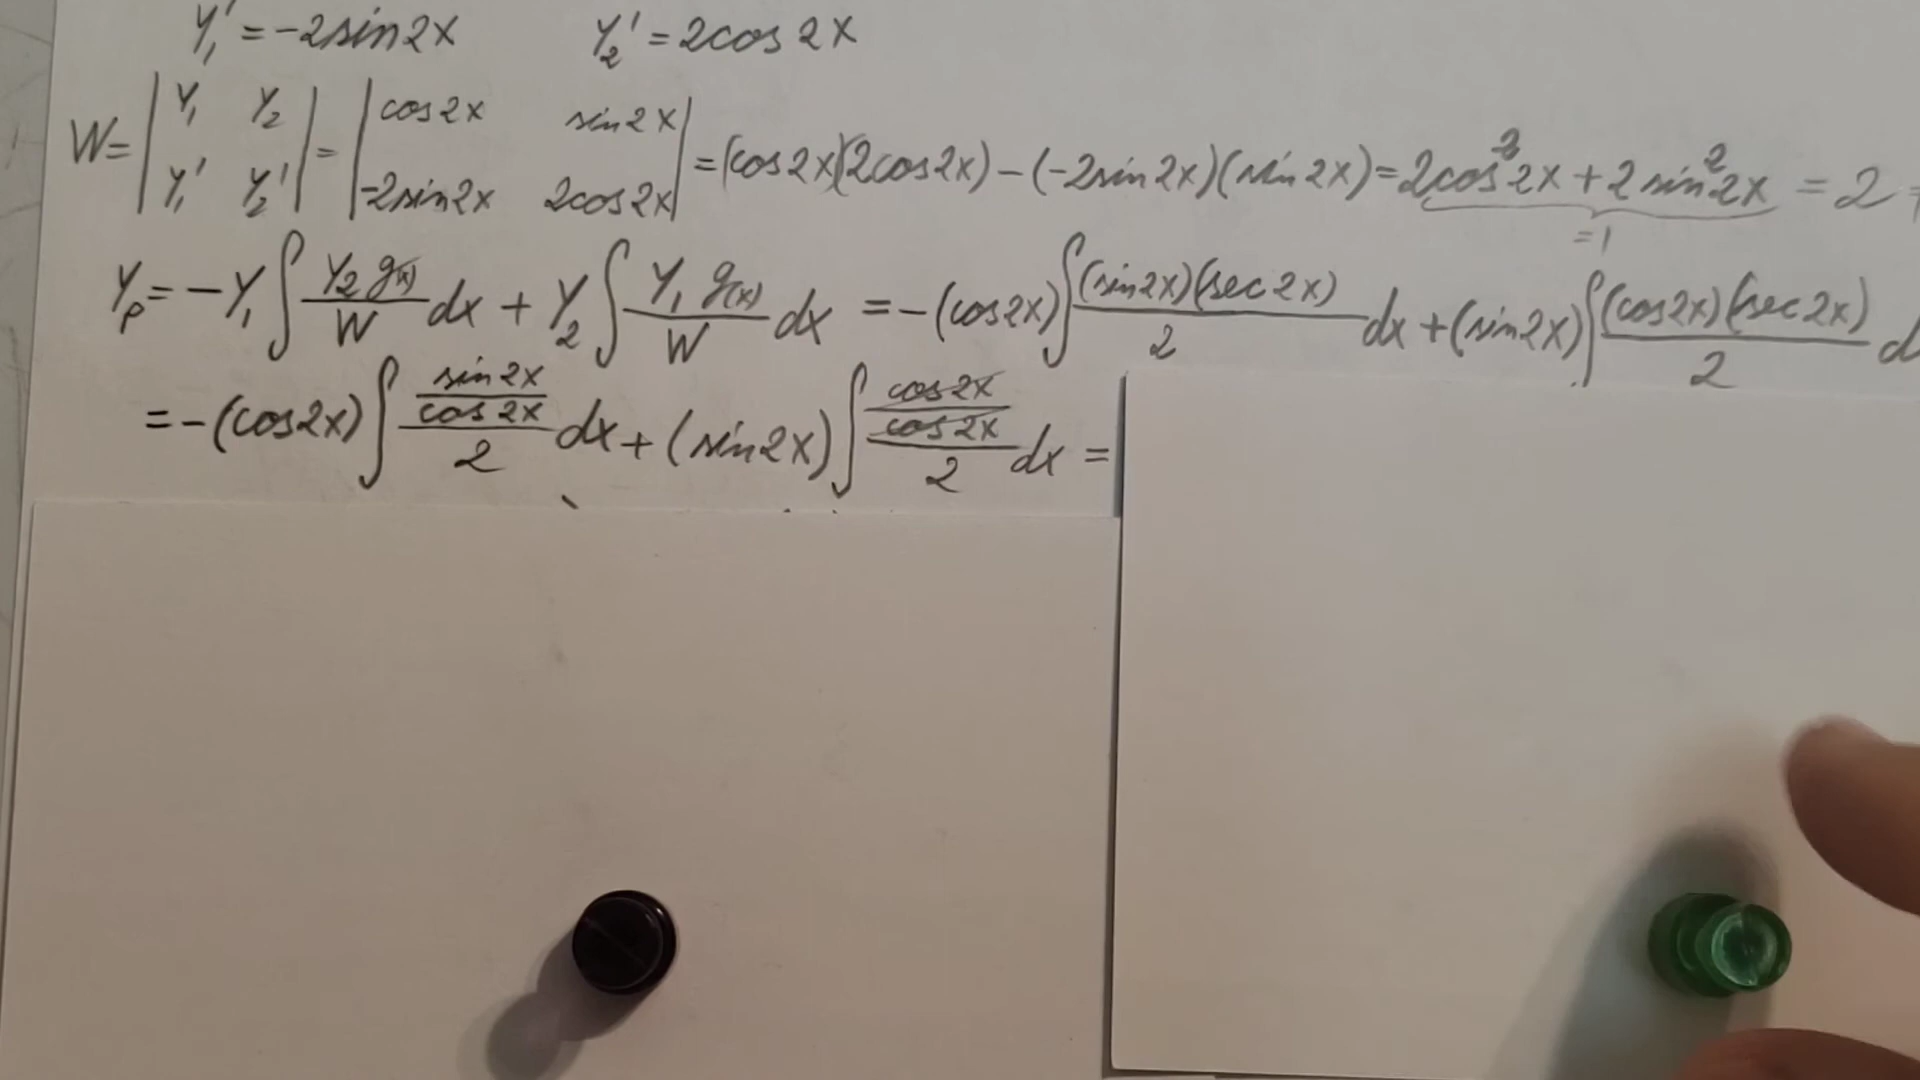 Y₁' = -2sin2x Y₂' = 2cos2x
W = |Y₁ Y₂; Y₁' Y₂'| = |cos2x sin2x; -2sin2x 2cos2x| = (cos2x)(2cos2x) - (-2sin2x)(sin2x) = 2cos²2x + 2sin²2x = 2
=1
Yp = -Y₁ ∫ Y₂ g(x)/W dx + Y₂ ∫ Y₁ g(x)/W dx = -(cos2x) ∫ (sin2x)(sec2x)/2 dx + (sin2x) ∫ (cos2x)(sec2x)/2 d
= -(cos2x) ∫ (sin2x/cos2x)/2 dx + (sin2x) ∫ (cos2x/cos2x)/2 dx =